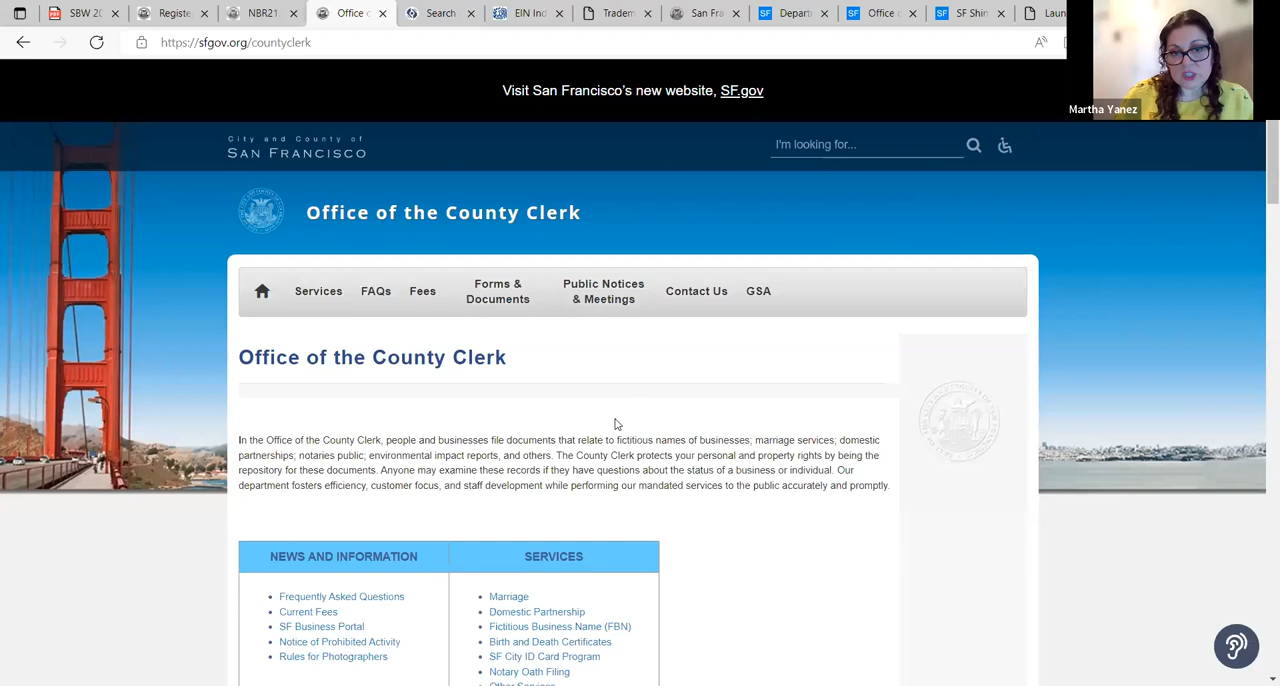 SBW 20
Registe
NBR21
Office o
Search
EIN Ind
Tradem
San Fra
SF Depart
SF Office o
SF SF Shin
Laun
https://sfgov.org/countyclerk
Martha Yanez
Visit San Francisco's new website, SF.gov
City and County of
SAN FRANCISCO
I'm looking for...
Office of the County Clerk
Services
FAQs
Fees
Forms &
Documents
Public Notices
& Meetings
Contact Us
GSA
Office of the County Clerk
In the Office of the County Clerk, people and businesses file documents that relate to fictitious names of businesses; marriage services; domestic
partnerships; notaries public; environmental impact reports, and others. The County Clerk protects your personal and property rights by being the
repository for these documents. Anyone may examine these records if they have questions about the status of a business or individual. Our
department fosters efficiency, customer focus, and staff development while performing our mandated services to the public accurately and promptly.
NEWS AND INFORMATION
Frequently Asked Questions
Current Fees
SF Business Portal
Notice of Prohibited Activity
Rules for Photographers
SERVICES
Marriage
Domestic Partnership
Fictitious Business Name (FBN)
Birth and Death Certificates
SF City ID Card Program
Notary Oath Filing
Other Services